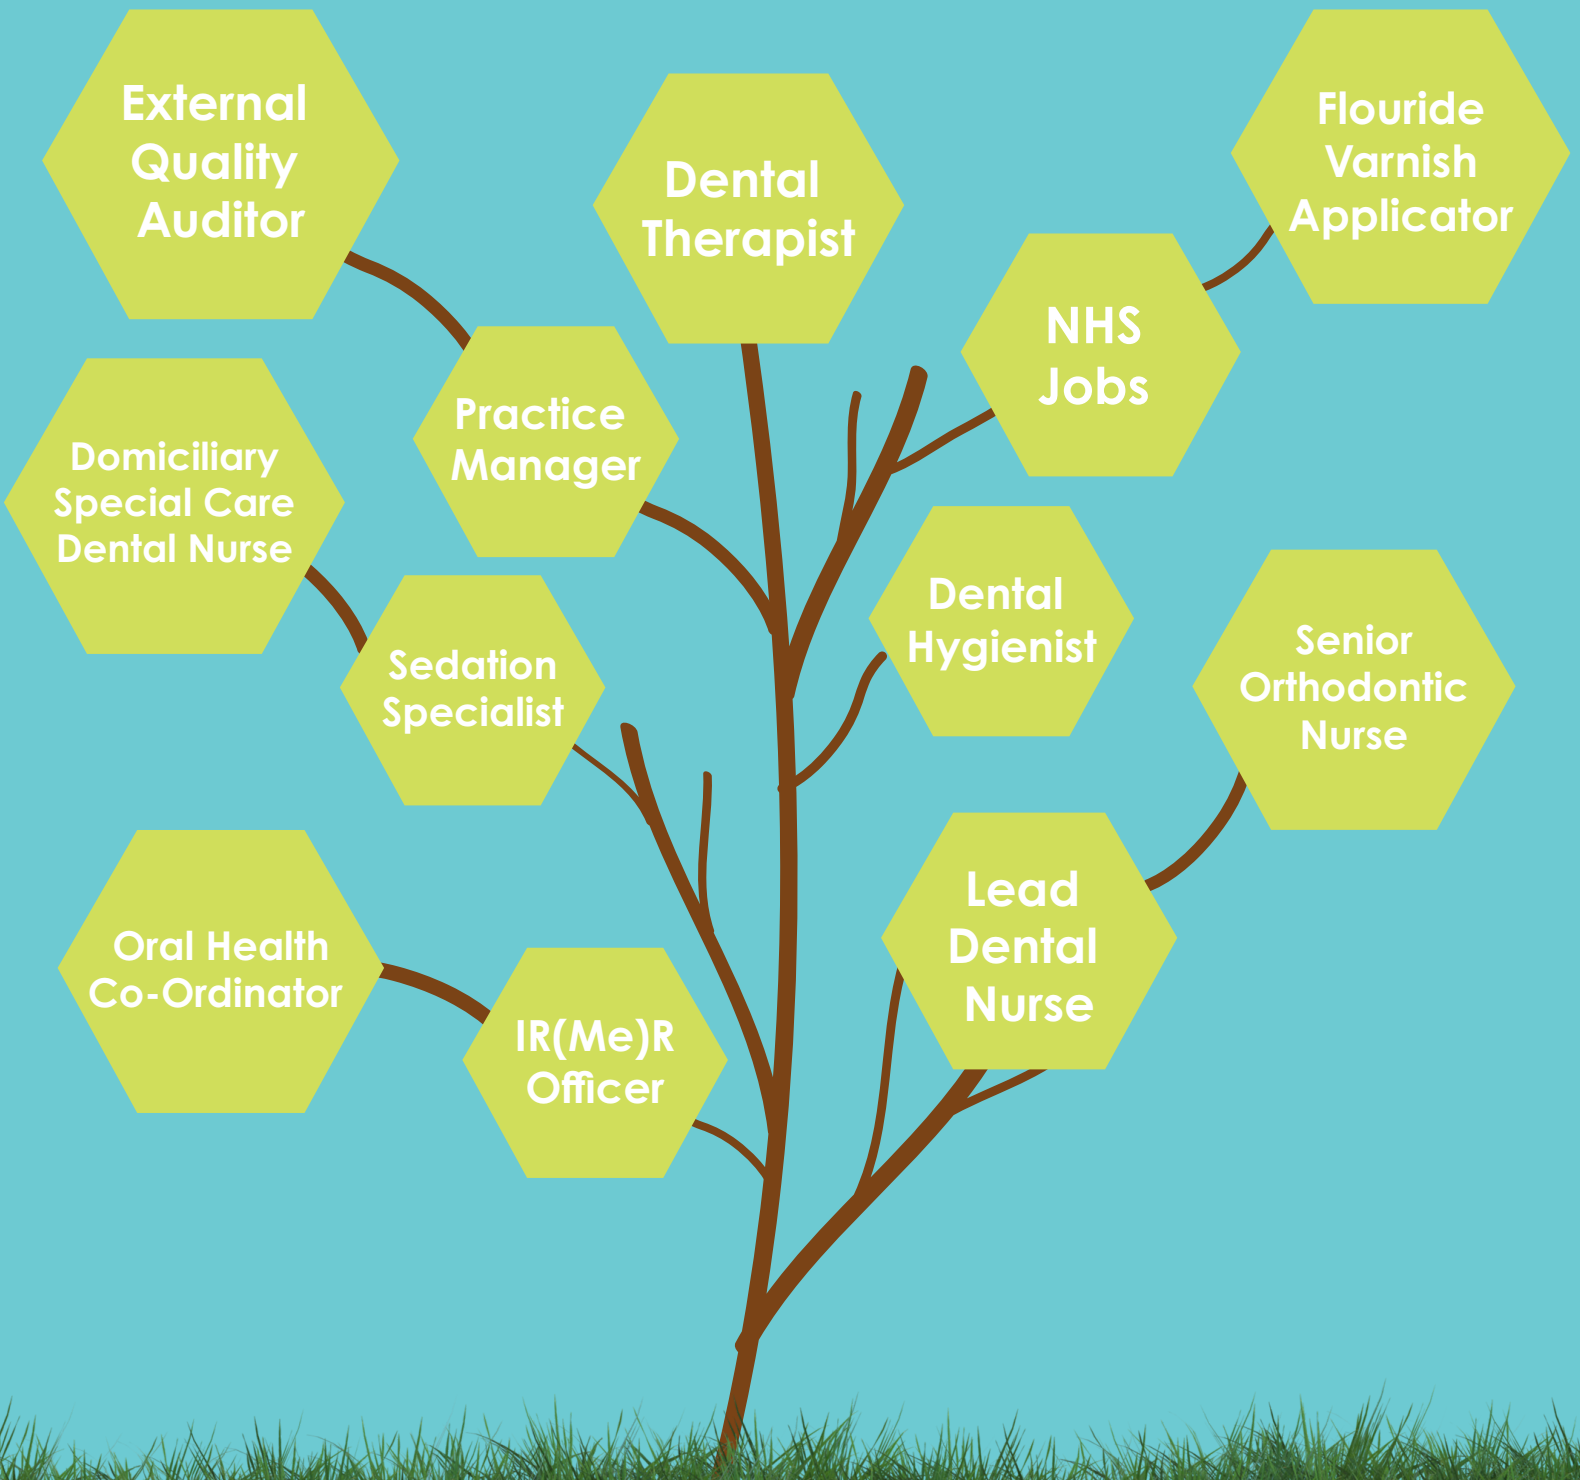 External
Quality
Auditor
Dental
Therapist
Flouride
Varnish
Applicator
NHS
Jobs
Practice
Manager
Domiciliary
Special Care
Dental Nurse
Dental
Hygienist
Sedation
Specialist
Senior
Orthodontic
Nurse
Lead
Dental
Nurse
Oral Health
Co-Ordinator
IR(Me)R
Officer